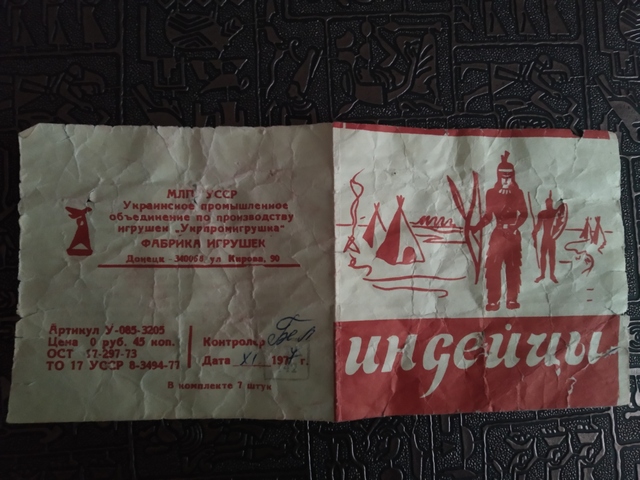 МЛП УССР
Украинское промышленное
объединение по производству
игрушек „Укрпромигрушка"
ФАБРИКА ИГРУШЕК
Донецк 340098 ул Кирова, 90
Артикул У-085-3205
Цена 0 руб. 45 коп.
ОСТ 17-297-73
ТО 17 УССР 8-3494-77
Контролер
Дата XI 197 г.
В комплекте 7 штук
индейцы